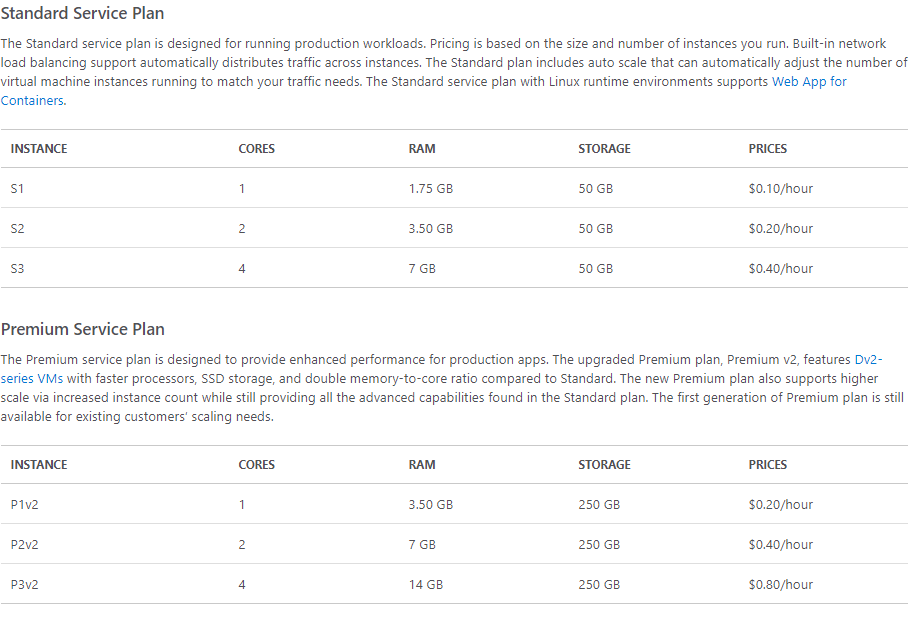 Standard Service Plan
The Standard service plan is designed for running production workloads. Pricing is based on the size and number of instances you run. Built-in network
load balancing support automatically distributes traffic across instances. The Standard plan includes auto scale that can automatically adjust the number of
virtual machine instances running to match your traffic needs. The Standard service plan with Linux runtime environments supports Web App for
Containers.
INSTANCE CORES RAM STORAGE PRICES
S1 1 1.75 GB 50 GB $0.10/hour
S2 2 3.50 GB 50 GB $0.20/hour
S3 4 7 GB 50 GB $0.40/hour
Premium Service Plan
The Premium service plan is designed to provide enhanced performance for production apps. The upgraded Premium plan, Premium v2, features Dv2-
series VMs with faster processors, SSD storage, and double memory-to-core ratio compared to Standard. The new Premium plan also supports higher
scale via increased instance count while still providing all the advanced capabilities found in the Standard plan. The first generation of Premium plan is still
available for existing customers' scaling needs.
INSTANCE CORES RAM STORAGE PRICES
P1v2 1 3.50 GB 250 GB $0.20/hour
P2v2 2 7 GB 250 GB $0.40/hour
P3v2 4 14 GB 250 GB $0.80/hour